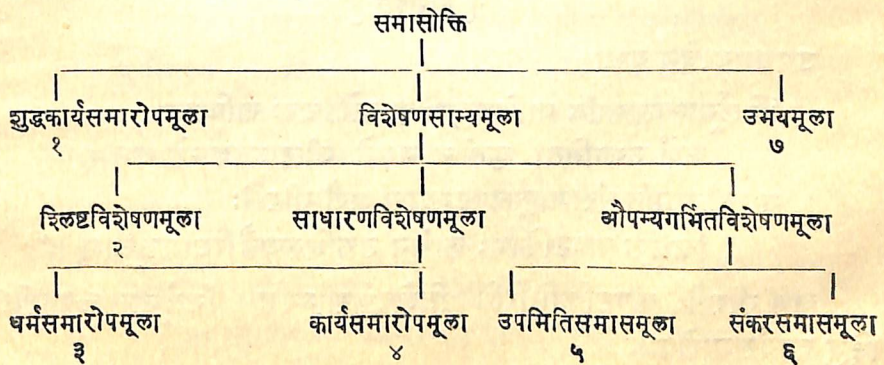 समासोक्ति
शुद्धकार्यसमारोपमूला विशेषणसाम्यमूला उभयमूला
१ ७
श्लिष्टविशेषणमूला साधारणविशेषणमूला औपम्यगर्भितविशेषणमूला
२
धर्मसमारोपमूला कार्यसमारोपमूला उपमितिसमासमूला संकरसमासमूला
३ ४ ५ ६